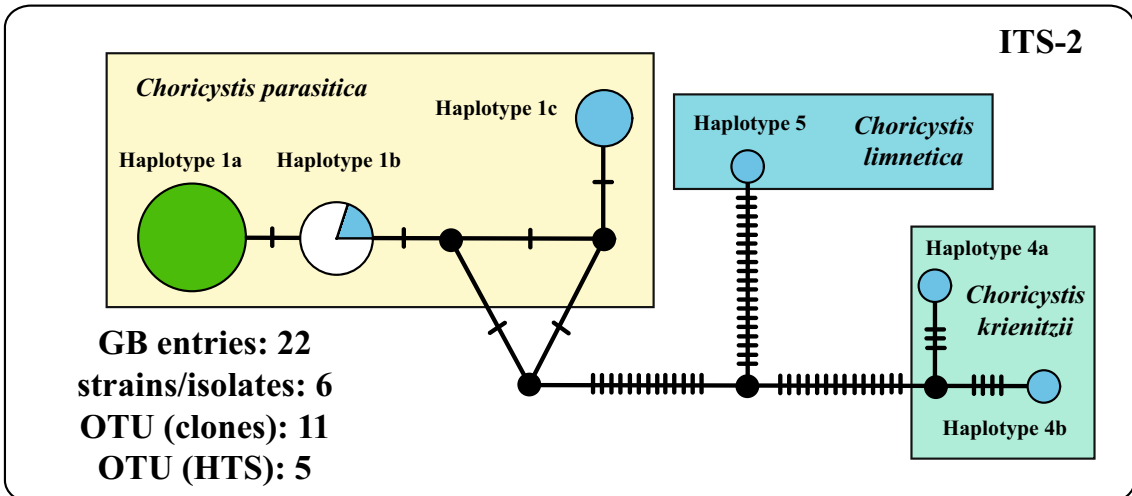 ITS-2
Choricystis parasitica
Haplotype 1c
Haplotype 1a
Haplotype 1b
Haplotype 5
Choricystis
limnetica
Haplotype 4a
Choricystis
krienitzii
Haplotype 4b
GB entries: 22
strains/isolates: 6
OTU (clones): 11
OTU (HTS): 5